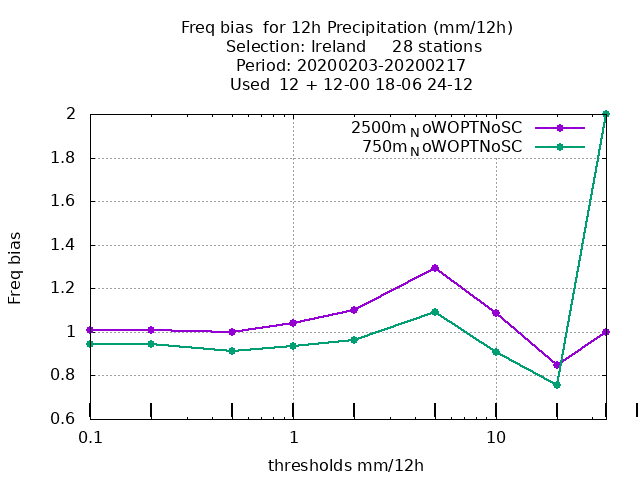 Freq bias  for 12h Precipitation (mm/12h)
Selection: Ireland     28 stations
Period: 20200203-20200217
Used  12 + 12-00 18-06 24-12
2500m_NoWOPTNoSC
750m_NoWOPTNoSC
2
1.8
1.6
1.4
1.2
1
0.8
0.6
Freq bias
0.1
1
10
thresholds mm/12h